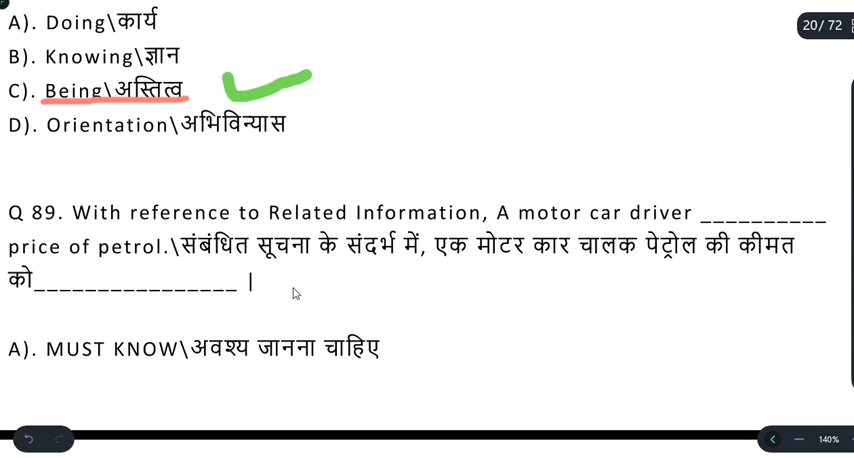 A). Doing\कार्य
20/ 72
B). Knowing\ज्ञान
C). Being\अस्तित्व
D). Orientation\अभिविन्यास
Q 89. With reference to Related Information, A motor car driver __________
price of petrol.\संबंधित सूचना के संदर्भ में, एक मोटर कार चालक पेट्रोल की कीमत
को________________ |
A). MUST KNOW\अवश्य जानना चाहिए
140%